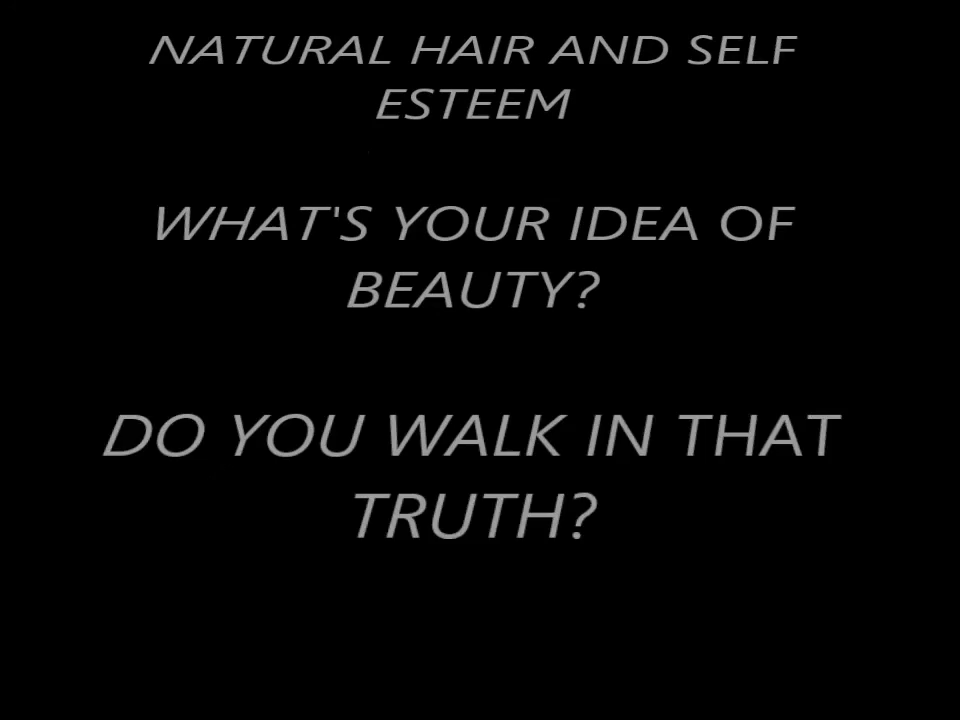 NATURAL HAIR AND SELF
ESTEEM
WHAT'S YOUR IDEA OF
BEAUTY?
DO YOU WALK IN THAT
TRUTH?